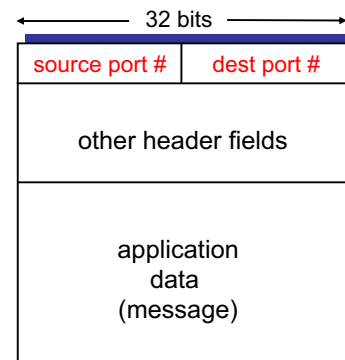 32 bits
source port # dest port #
other header fields
application
data
(message)